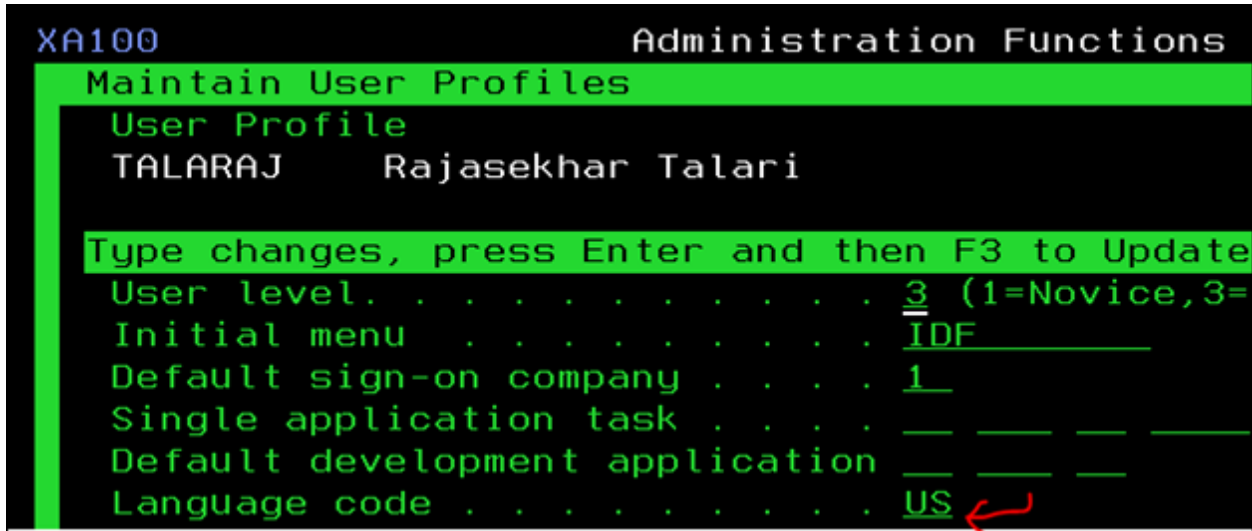 XA100 Administration Functions
Maintain User Profiles
User Profile
TALARAJ Rajasekhar Talari
Type changes, press Enter and then F3 to Update
User level. . . . . . . . . . . 3 (1=Novice,3=
Initial menu . . . . . . . . . IDF
Default sign-on company . . . . 1
Single application task . . . .
Default development application
Language code . . . . . . . . . US